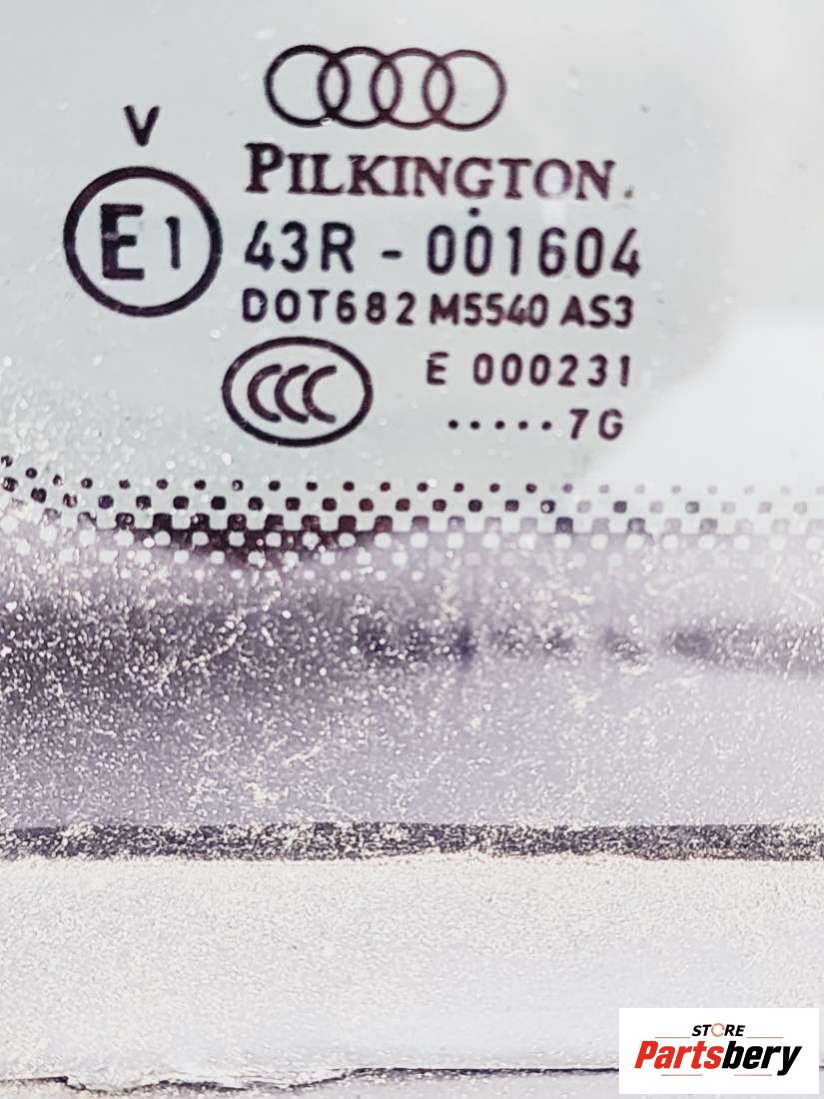 V
PILKINGTON.
E1
43R - 001604
DOT682 M5540 AS3
CCC
E 000231
.....7G
STORE
Partsbery